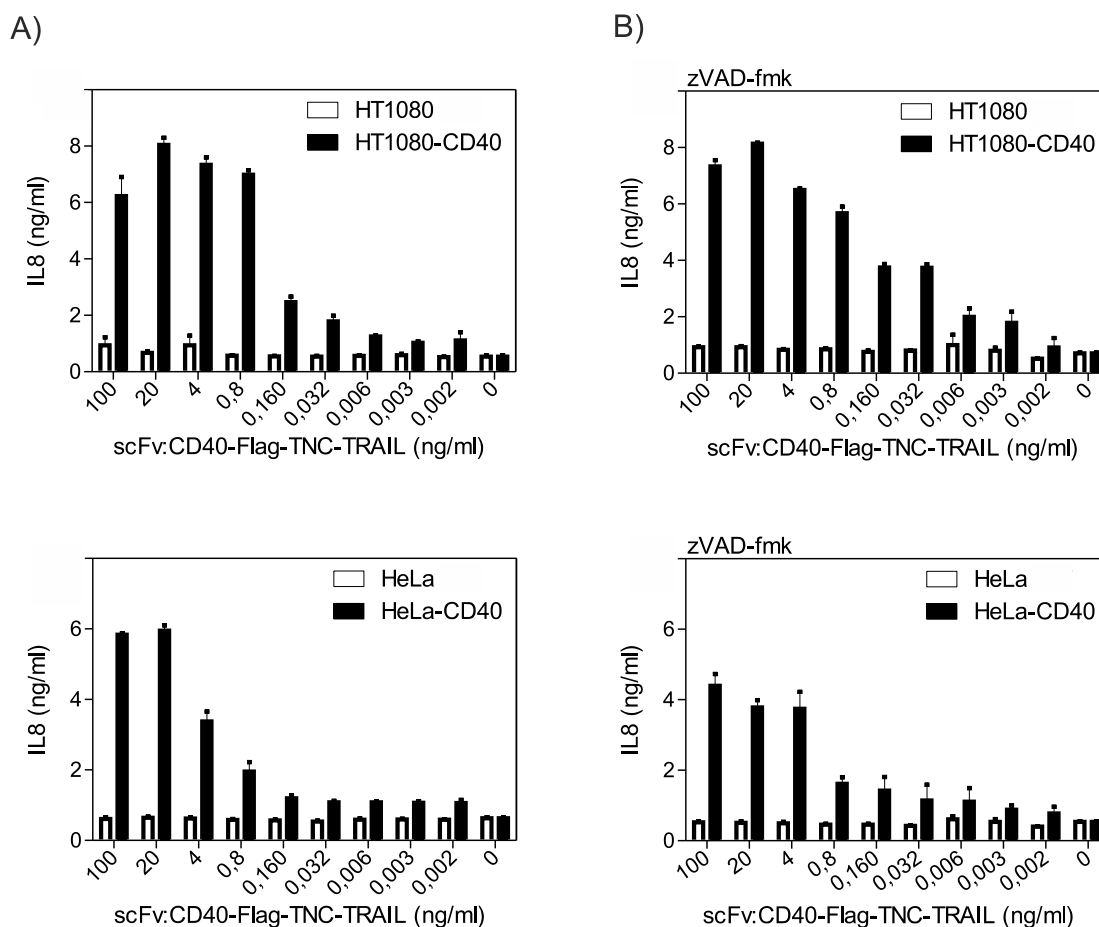 A)
B)
HT1080
HT1080-CD40
8
6
4
2
0
IL8 (ng/ml)
100 20 4 0,8 0,160 0,032 0,006 0,003 0,002 0
scFv:CD40-Flag-TNC-TRAIL (ng/ml)
zVAD-fmk
HT1080
HT1080-CD40
8
6
4
2
0
IL8 (ng/ml)
100 20 4 0,8 0,160 0,032 0,006 0,003 0,002 0
scFv:CD40-Flag-TNC-TRAIL (ng/ml)
HeLa
HeLa-CD40
6
4
2
0
IL8 (ng/ml)
100 20 4 0,8 0,160 0,032 0,006 0,003 0,002 0
scFv:CD40-Flag-TNC-TRAIL (ng/ml)
zVAD-fmk
HeLa
HeLa-CD40
6
4
2
0
IL8 (ng/ml)
100 20 4 0,8 0,160 0,032 0,006 0,003 0,002 0
scFv:CD40-Flag-TNC-TRAIL (ng/ml)